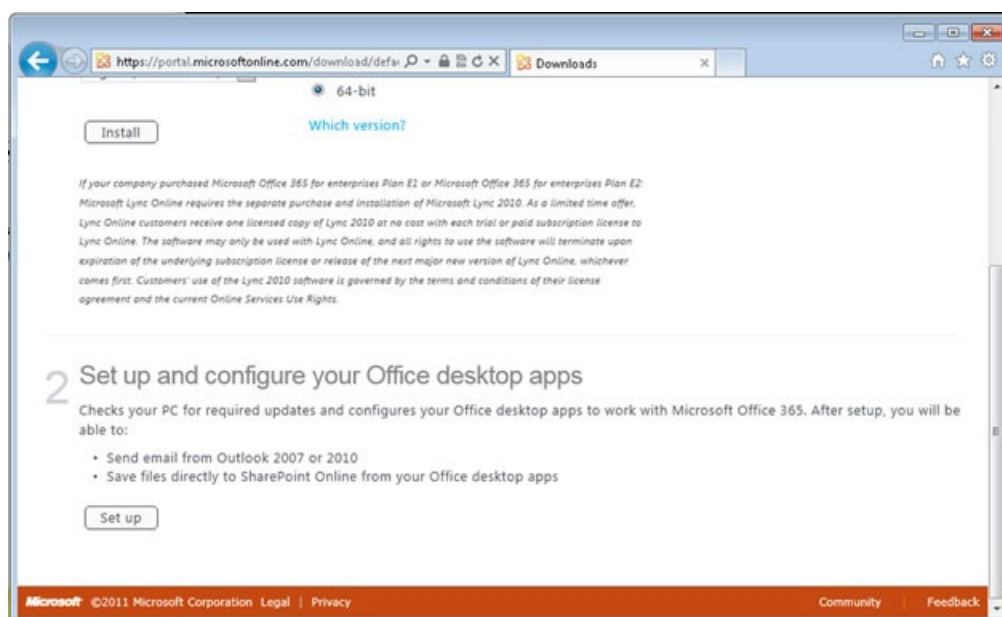 https://portal.microsoftonline.com/download/defa
Downloads
64-bit
Install
Which version?
If your company purchased Microsoft Office 365 for enterprises Plan E1 or Microsoft Office 365 for enterprises Plan E2:
Microsoft Lync Online requires the separate purchase and installation of Microsoft Lync 2010. As a limited time offer,
Lync Online customers receive one licensed copy of Lync 2010 at no cost with each trial or paid subscription license to
Lync Online. The software may only be used with Lync Online, and all rights to use the software will terminate upon
expiration of the underlying subscription license or release of the next major new version of Lync Online, whichever
comes first. Customers' use of the Lync 2010 software is governed by the terms and conditions of their license
agreement and the current Online Services Use Rights.
2 Set up and configure your Office desktop apps
Checks your PC for required updates and configures your Office desktop apps to work with Microsoft Office 365. After setup, you will be
able to:
• Send email from Outlook 2007 or 2010
• Save files directly to SharePoint Online from your Office desktop apps
Set up
Microsoft ©2011 Microsoft Corporation Legal | Privacy Community | Feedback